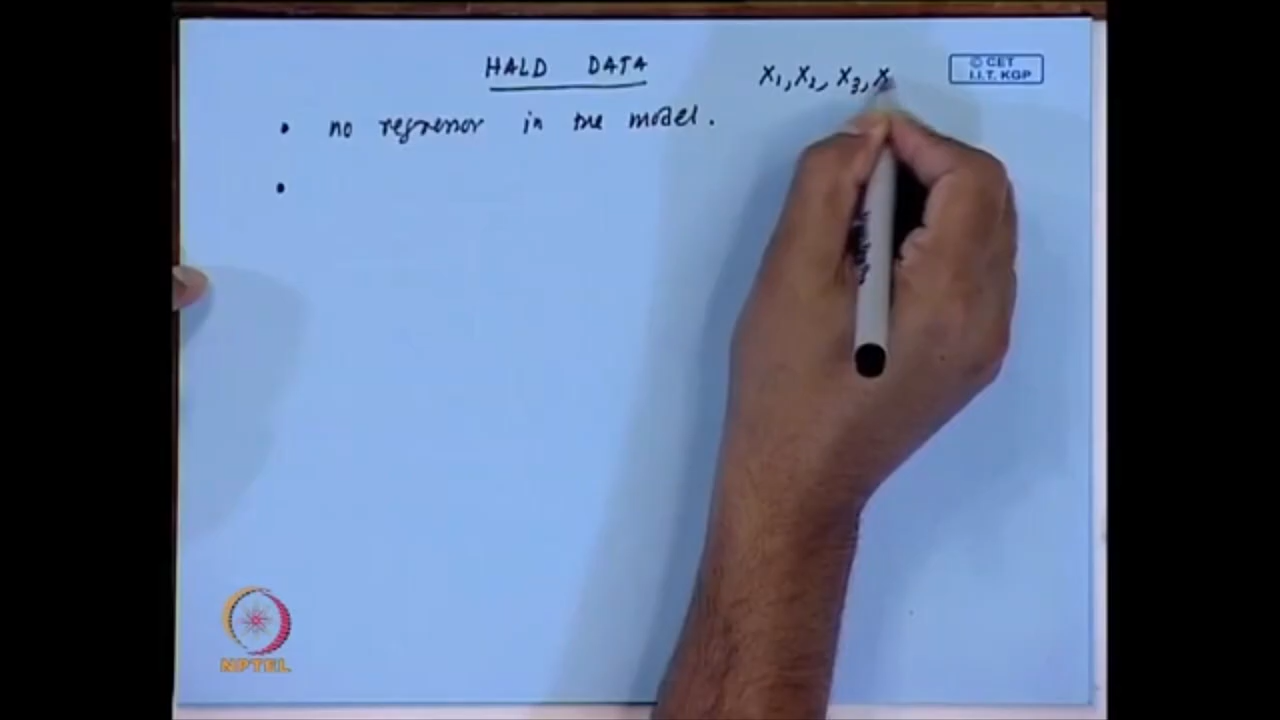 HALD DATA
X1, X2, X3, X
© CET
I.I.T. KGP
• no regressor in the model.
•
NPTEL